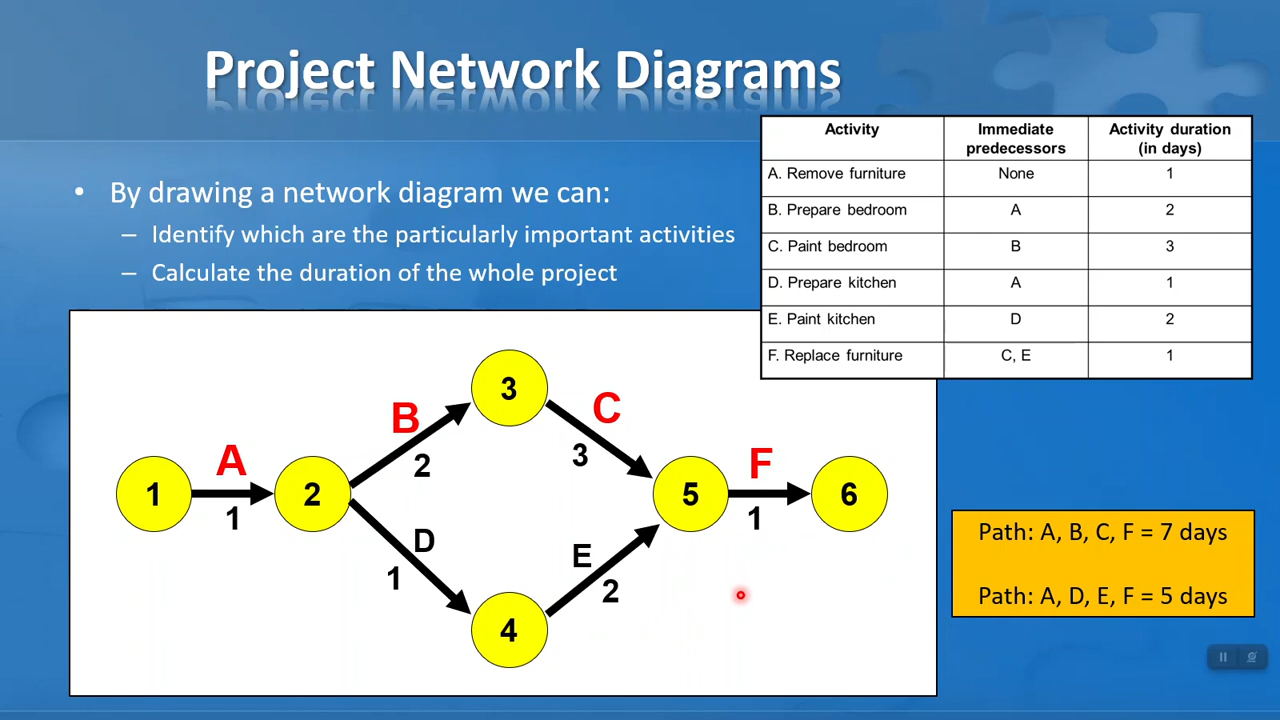 Project Network Diagrams
• By drawing a network diagram we can:
– Identify which are the particularly important activities
– Calculate the duration of the whole project
Activity Immediate predecessors Activity duration (in days)
A. Remove furniture None 1
B. Prepare bedroom A 2
C. Paint bedroom B 3
D. Prepare kitchen A 1
E. Paint kitchen D 2
F. Replace furniture C, E 1
3
B
C
2
3
A
F
1
2
5
6
1
1
D
E
1
2
4
Path: A, B, C, F = 7 days
Path: A, D, E, F = 5 days